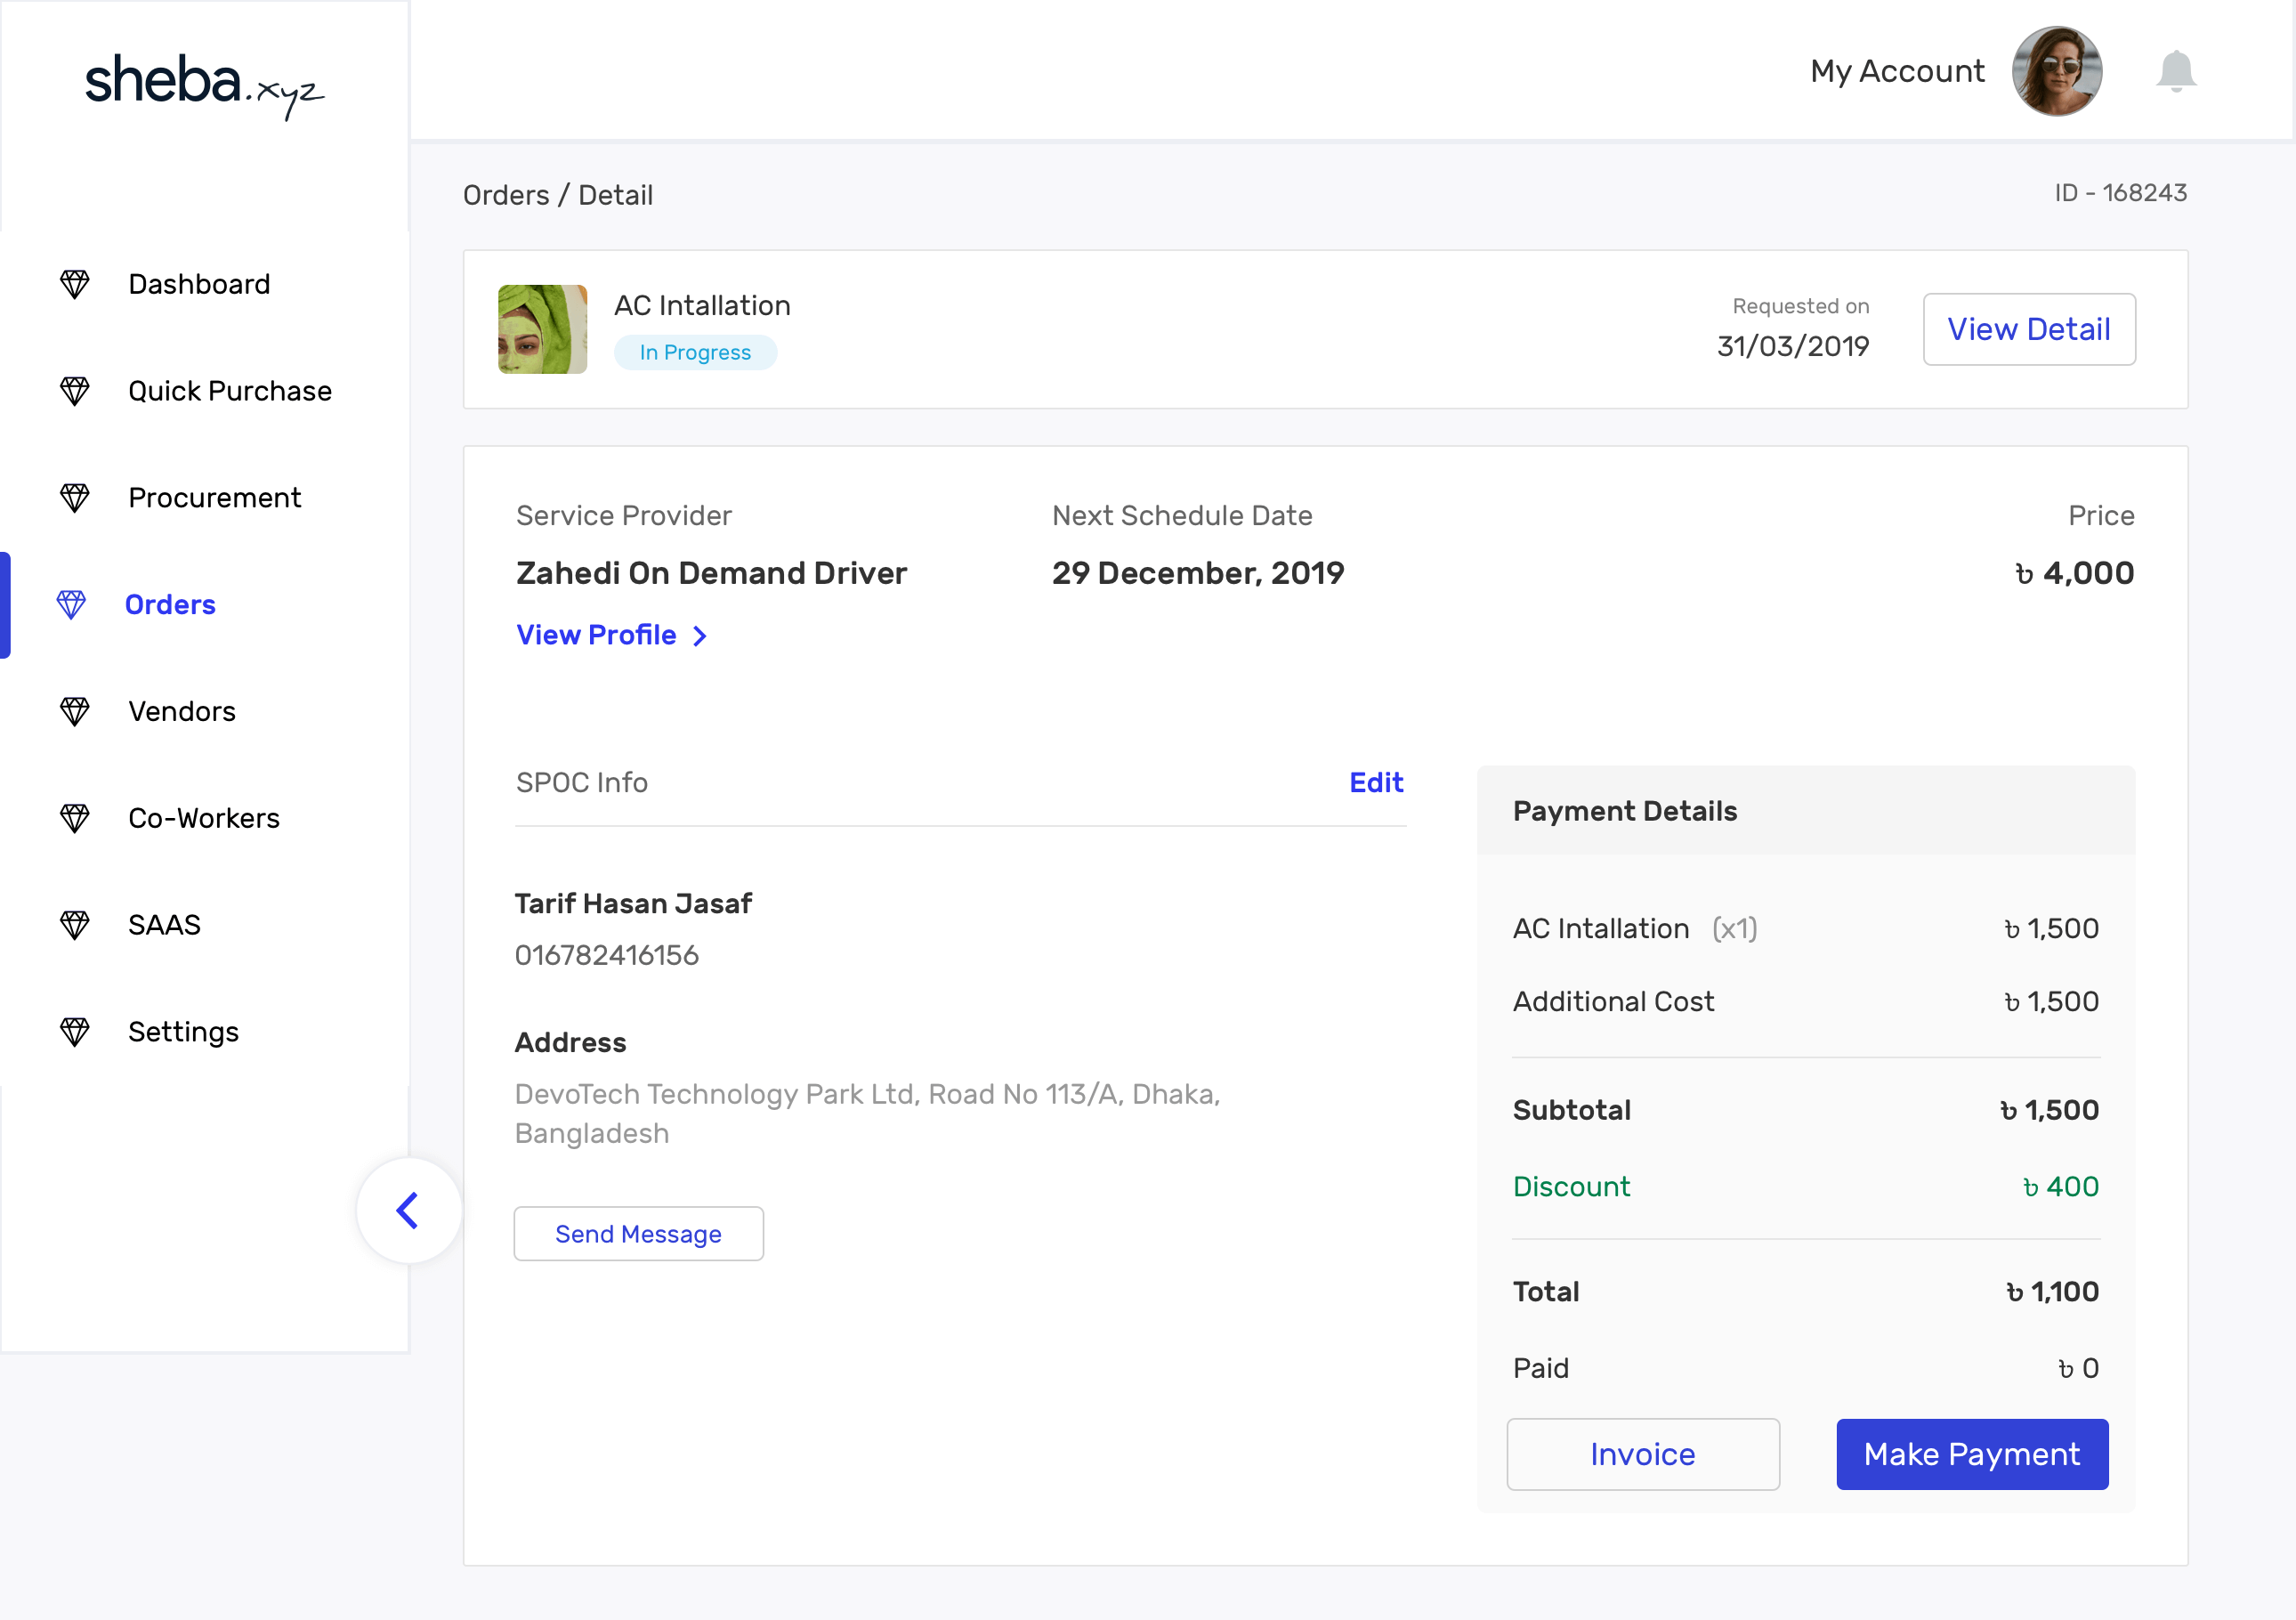 sheba.xyz
My Account
Dashboard
Quick Purchase
Procurement
Orders
Vendors
Co-Workers
SAAS
Settings
Orders / Detail
ID - 168243
AC Intallation
In Progress
Requested on
31/03/2019
View Detail
Service Provider
Zahedi On Demand Driver
View Profile
Next Schedule Date
29 December, 2019
Price
৳ 4,000
SPOC Info
Edit
Tarif Hasan Jasaf
016782416156
Address
DevoTech Technology Park Ltd, Road No 113/A, Dhaka,
Bangladesh
Send Message
Payment Details
AC Intallation (x1) ৳ 1,500
Additional Cost ৳ 1,500
Subtotal ৳ 1,500
Discount ৳ 400
Total ৳ 1,100
Paid ৳ 0
Invoice
Make Payment